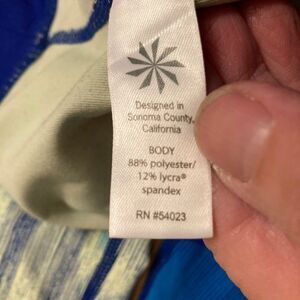 Designed in
Sonoma County,
California
BODY
88% polyester/
12% lycra®
spandex
RN #54023